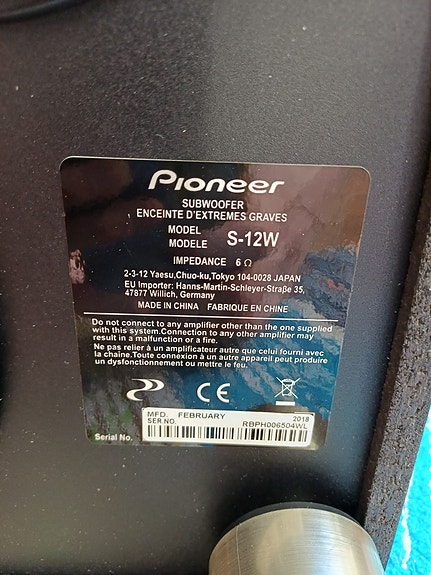 Pioneer
SUBWOOFER
ENCEINTE D'EXTREMES GRAVES
MODEL
MODELE S-12W
IMPEDANCE 6 Ω
2-3-12 Yaesu,Chuo-ku,Tokyo 104-0028 JAPAN
EU Importer: Hanns-Martin-Schleyer-Straße 35,
47877 Willich, Germany
MADE IN CHINA FABRIQUE EN CHINE
Do not connect to any amplifier other than the one supplied
with this system.Connection to any other amplifier may
result in a malfunction or a fire.
Ne pas relier à un amplificateur autre que celui fourni avec
la chaine.Toute connexion à un autre appareil peut produire
un dysfonctionnement ou mettre le feu.
CE
MFD. FEBRUARY 2018
SER.NO. RBPH006504WL
Serial No.